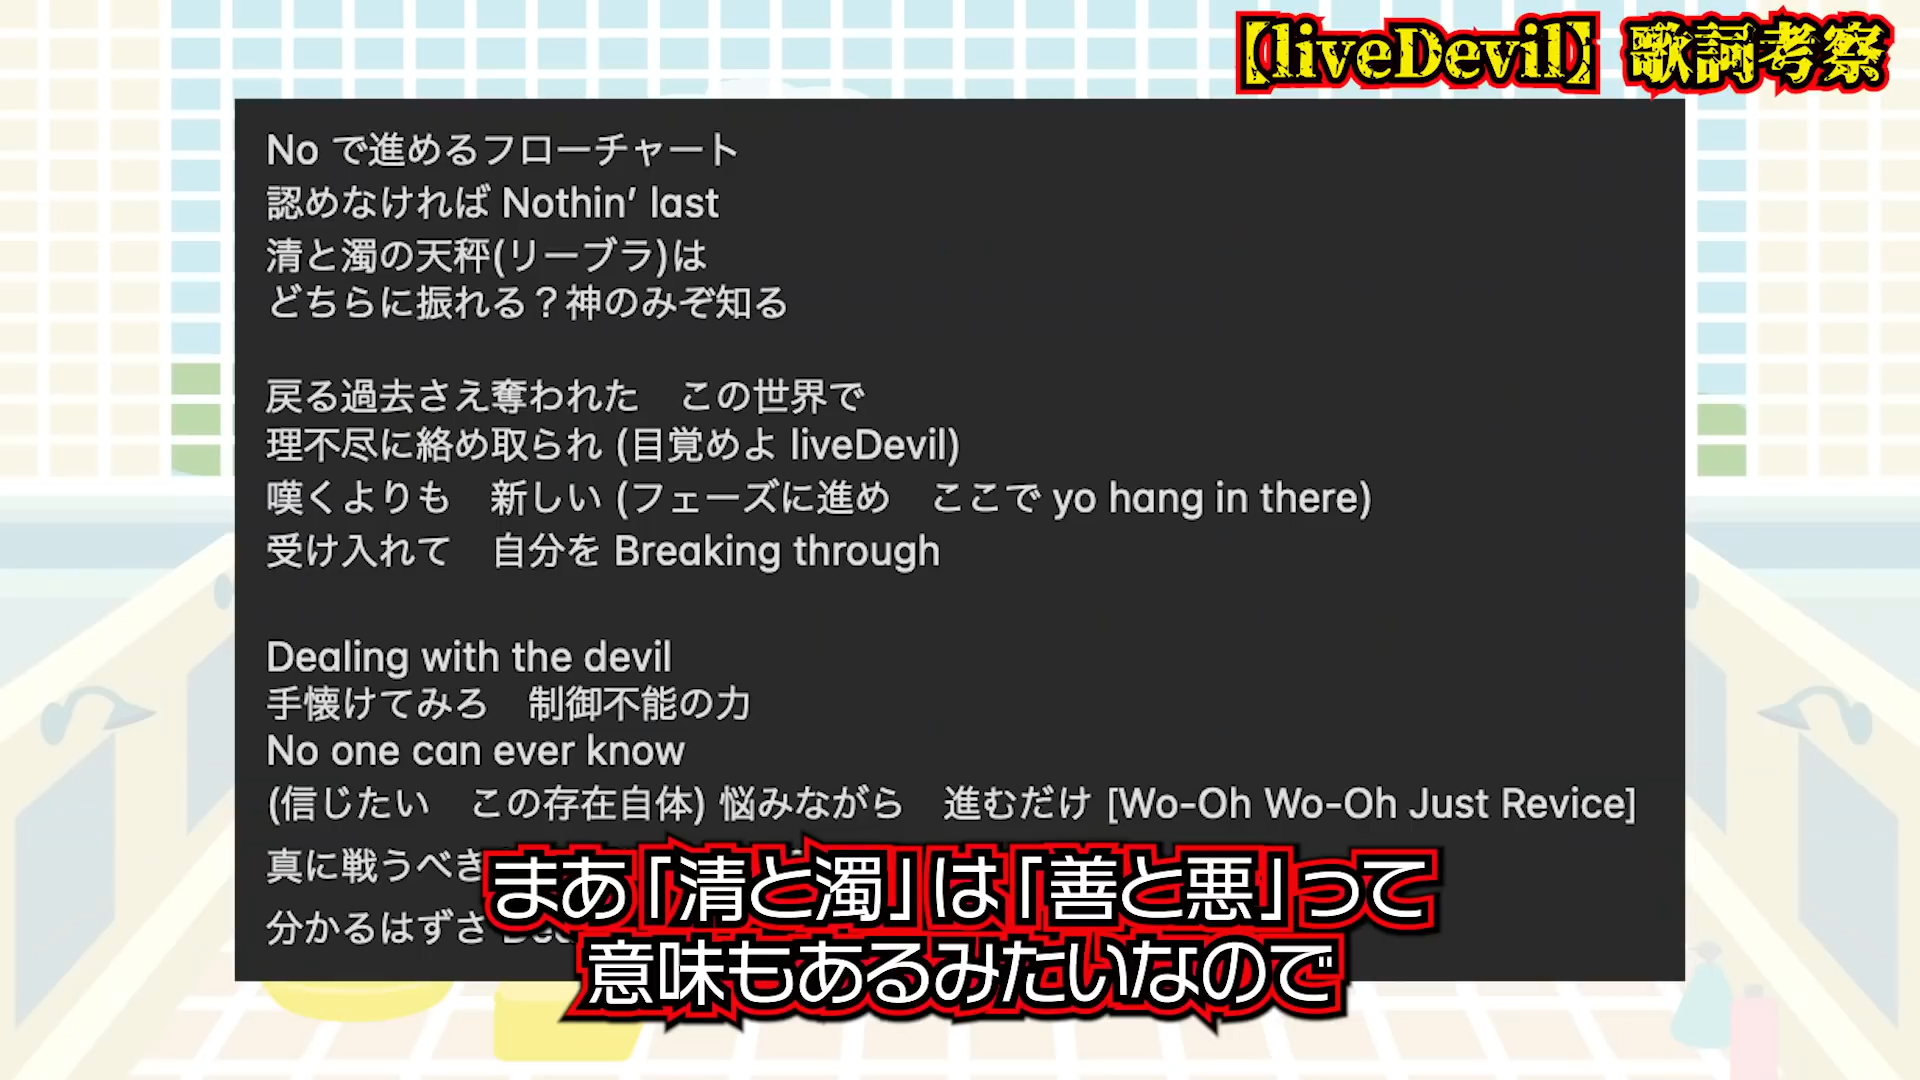 【liveDevil】歌詞考察
No で進めるフローチャート
認めなければ Nothin’ last
清と濁の天秤(リーブラ)は
どちらに振れる？神のみぞ知る
戻る過去さえ奪われた　この世界で
理不尽に絡め取られ (目覚めよ liveDevil)
嘆くよりも　新しい (フェーズに進め　ここで yo hang in there)
受け入れて　自分を Breaking through
Dealing with the devil
手懐けてみろ　制御不能の力
No one can ever know
(信じたい　この存在自体) 悩みながら　進むだけ [Wo-Oh Wo-Oh Just Revice]
真に戦うべき
分かるはずさ
まあ「清と濁」は「善と悪」って
意味もあるみたいなので